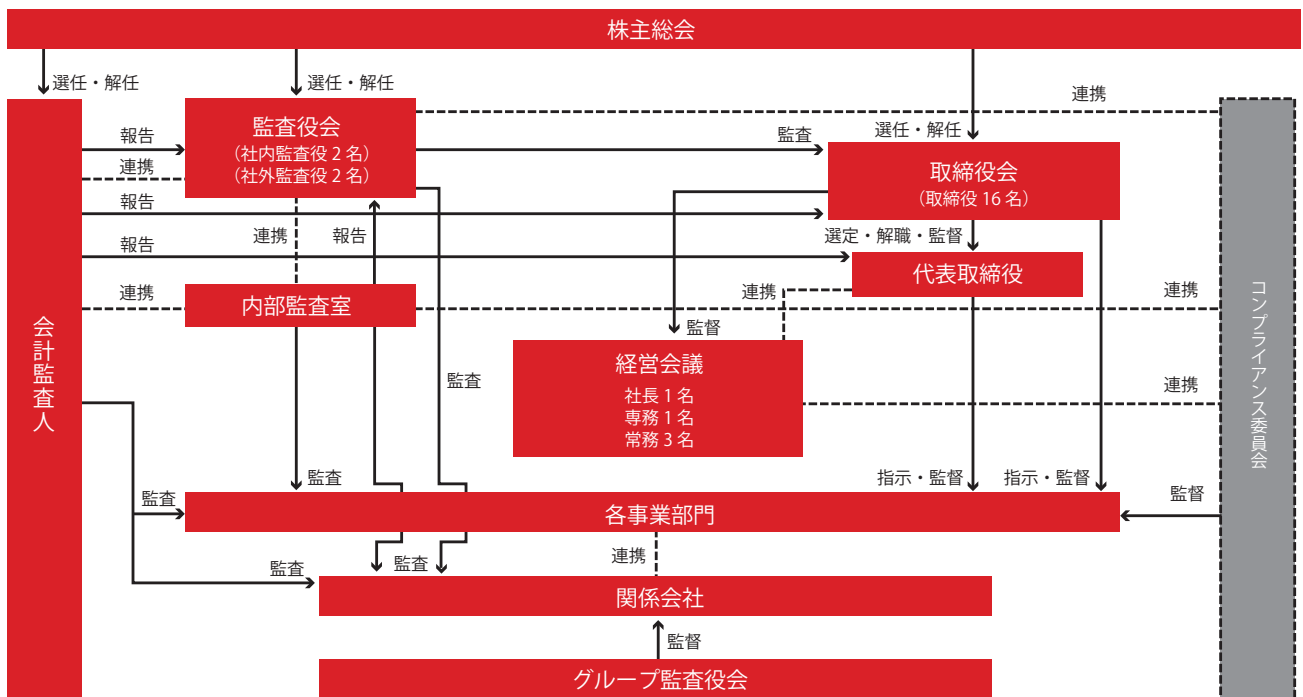 株主総会
選任・解任
選任・解任
連携
監査役会
(社内監査役 2 名)
(社外監査役 2 名)
報告
監査
選任・解任
連携
取締役会
(取締役 16 名)
報告
連携
報告
選定・解職・監督
報告
代表取締役
連携
内部監査室
連携
連携
コンプライアンス委員会
会計監査人
監督
経営会議
社長 1 名
専務 1 名
常務 3 名
監査
連携
監査
指示・監督
指示・監督
監査
各事業部門
監督
連携
監査
監査
関係会社
監督
グループ監査役会